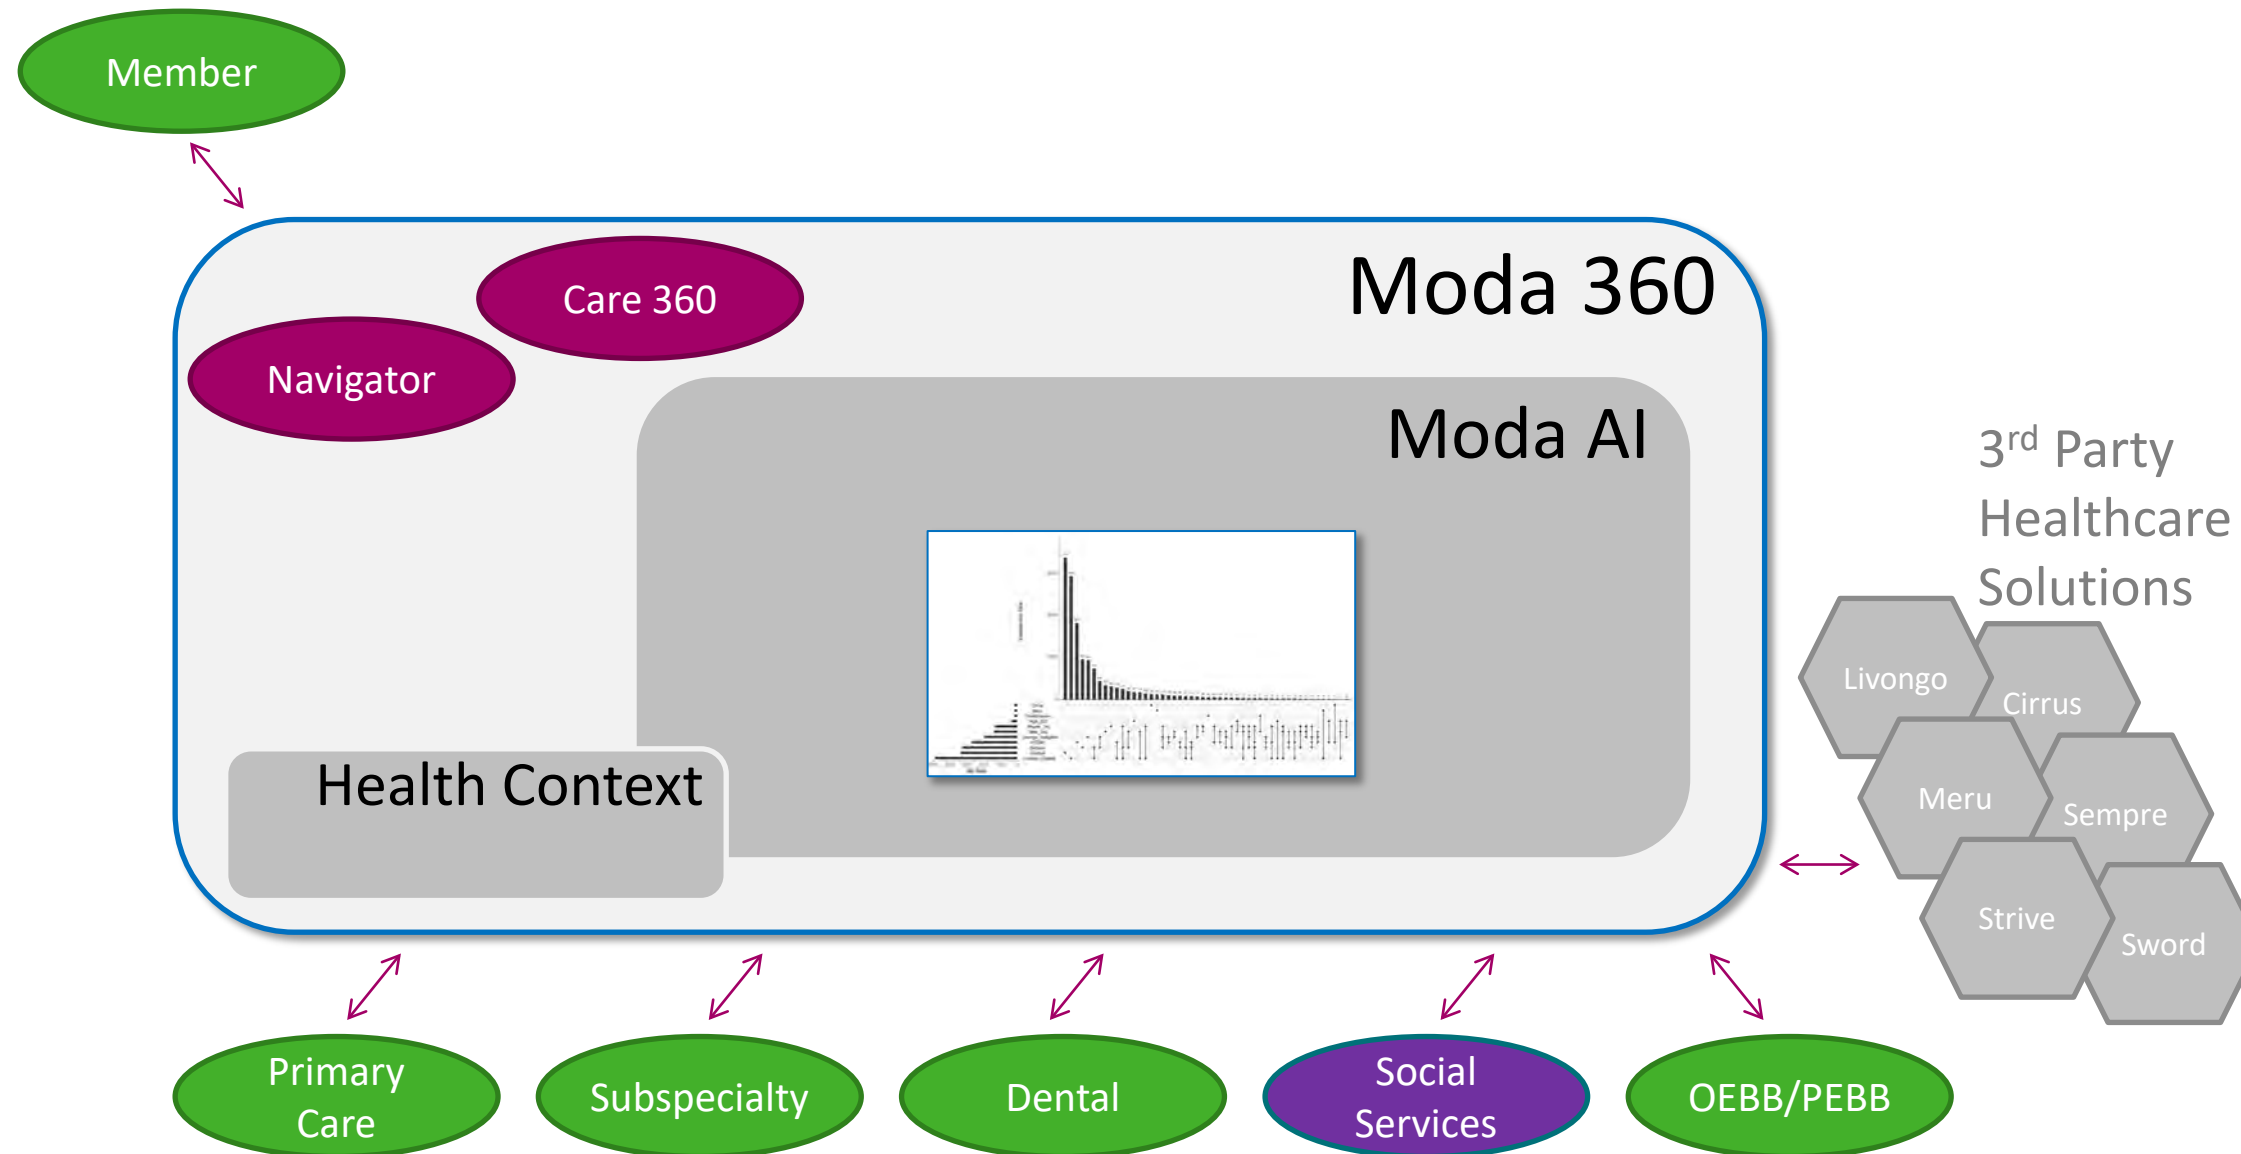 Member
Care 360
Moda 360
Navigator
Moda AI
3rd Party
Healthcare
Solutions
Livongo
Cirrus
Meru
Sempre
Strive
Sword
Health Context
Primary
Care
Subspecialty
Dental
Social
Services
OEBB/PEBB